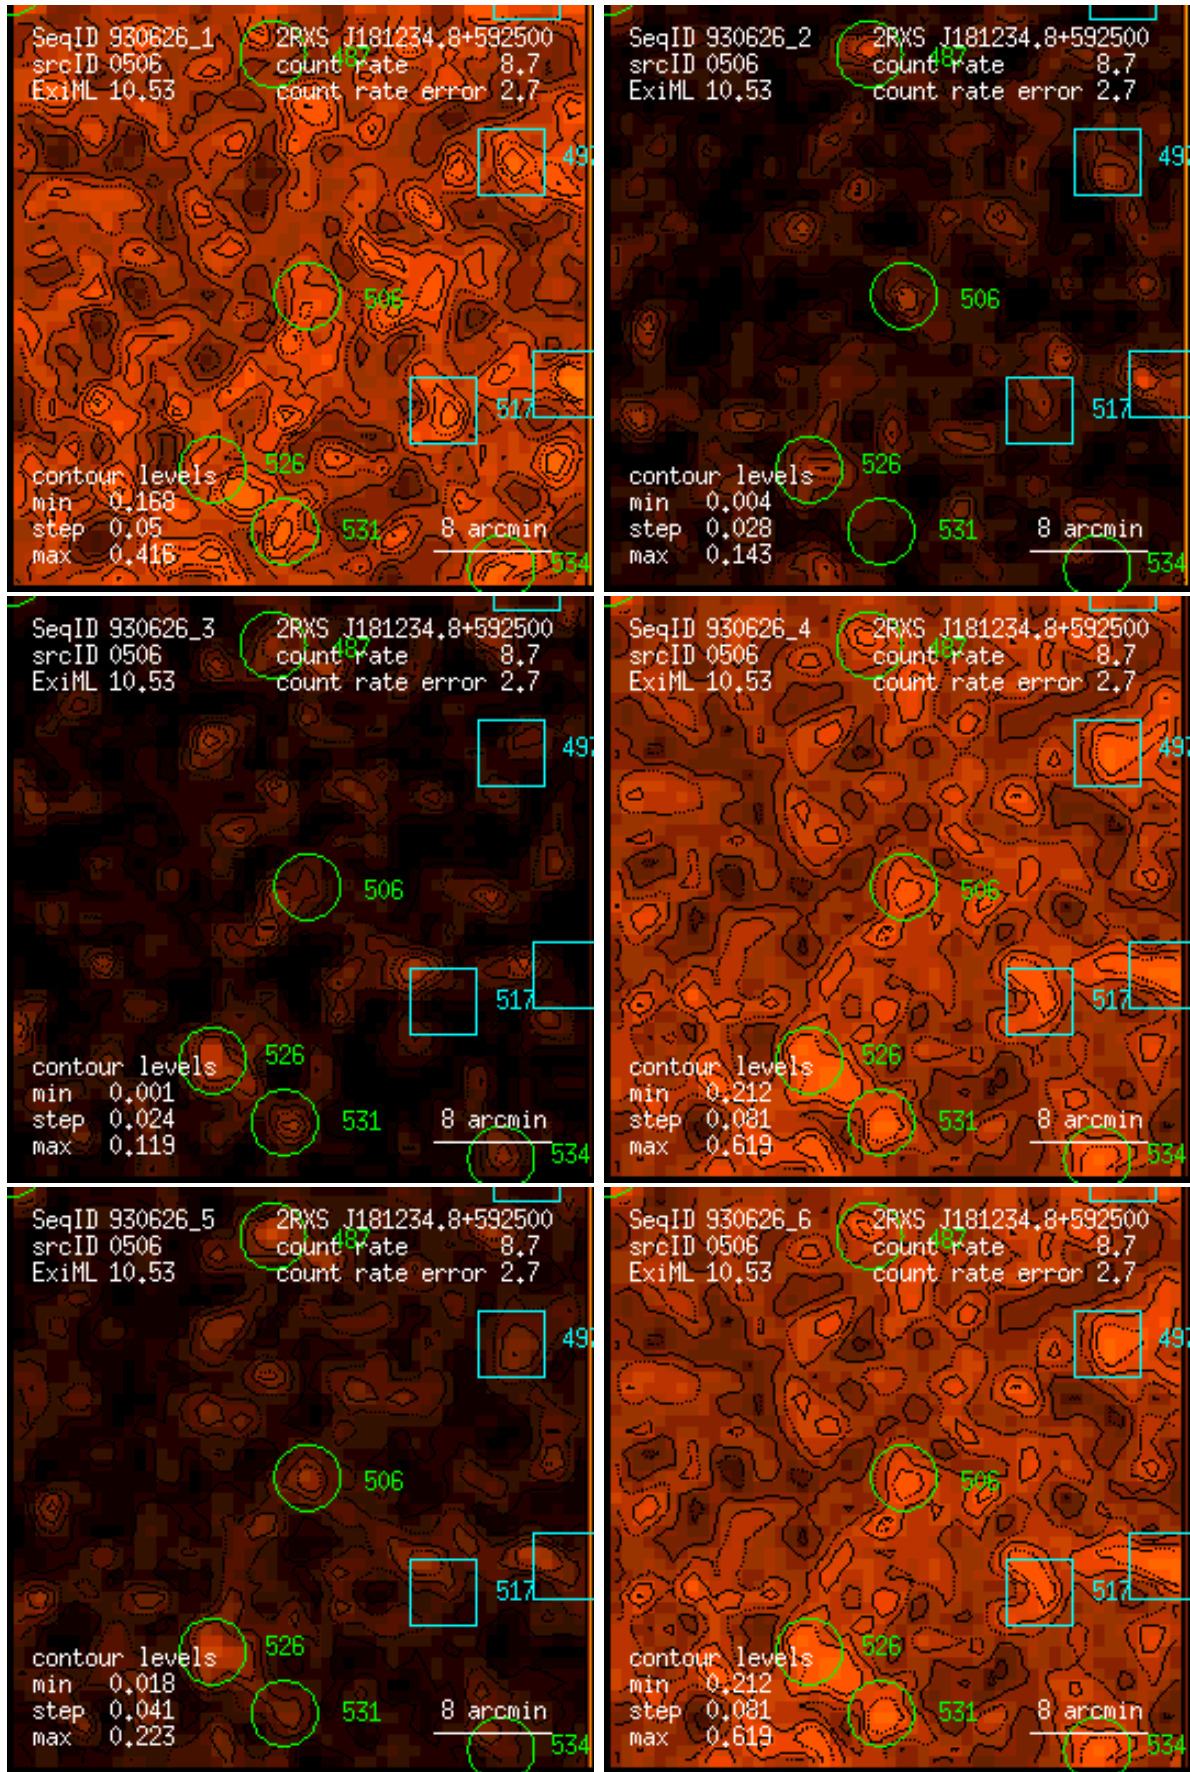 SeqID 930626_1 2RXS J181234.8+592500
srcID 0506 count rate 8.7
ExiML 10.53 count rate error 2.7
487
497
506
517
526
contour levels
min 0.168
step 0.05
max 0.416
531
8 arcmin
534
SeqID 930626_2 2RXS J181234.8+592500
srcID 0506 count rate 8.7
ExiML 10.53 count rate error 2.7
487
497
506
517
526
contour levels
min 0.004
step 0.028
max 0.143
531
8 arcmin
534
SeqID 930626_3 2RXS J181234.8+592500
srcID 0506 count rate 8.7
ExiML 10.53 count rate error 2.7
487
497
506
517
526
contour levels
min 0.001
step 0.024
max 0.119
531
8 arcmin
534
SeqID 930626_4 2RXS J181234.8+592500
srcID 0506 count rate 8.7
ExiML 10.53 count rate error 2.7
487
497
506
517
526
contour levels
min 0.212
step 0.081
max 0.619
531
8 arcmin
534
SeqID 930626_5 2RXS J181234.8+592500
srcID 0506 count rate 8.7
ExiML 10.53 count rate error 2.7
487
497
506
517
526
contour levels
min 0.018
step 0.041
max 0.223
531
8 arcmin
534
SeqID 930626_6 2RXS J181234.8+592500
srcID 0506 count rate 8.7
ExiML 10.53 count rate error 2.7
487
497
506
517
526
contour levels
min 0.212
step 0.081
max 0.619
531
8 arcmin
534